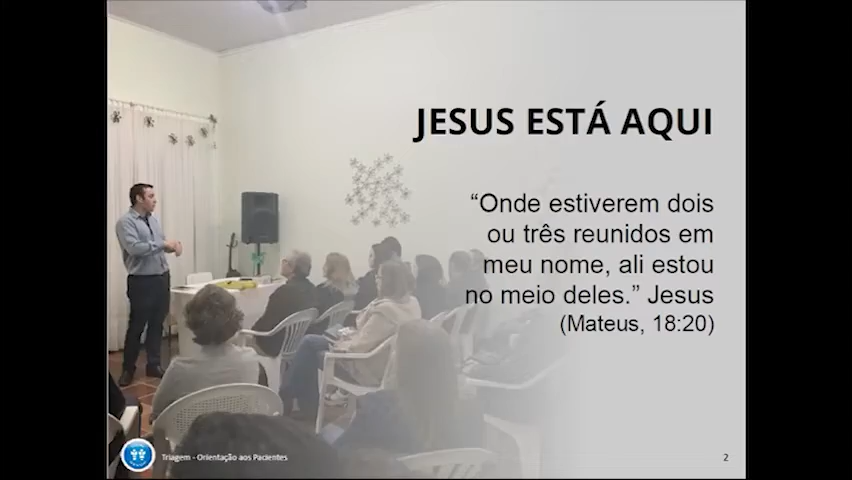 JESUS ESTÁ AQUI
“Onde estiverem dois
ou três reunidos em
meu nome, ali estou
no meio deles.” Jesus
(Mateus, 18:20)
Triagem - Orientação aos Pacientes
2